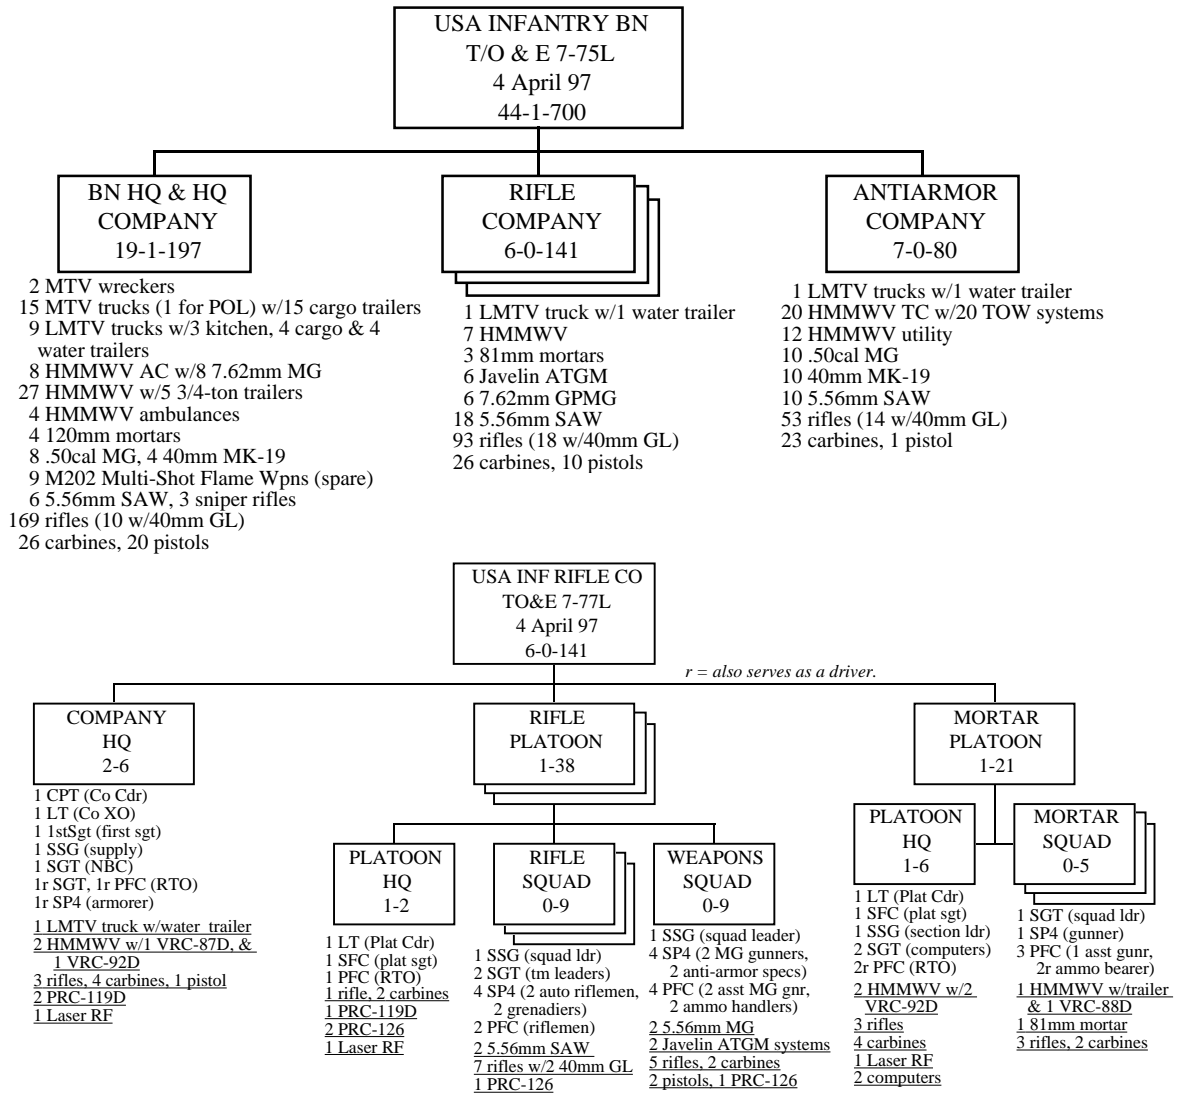 USA INFANTRY BN
T/O & E 7-75L
4 April 97
44-1-700
BN HQ & HQ
COMPANY
19-1-197
2 MTV wreckers
15 MTV trucks (1 for POL) w/15 cargo trailers
9 LMTV trucks w/3 kitchen, 4 cargo & 4
water trailers
8 HMMWV AC w/8 7.62mm MG
27 HMMWV w/5 3/4-ton trailers
4 HMMWV ambulances
4 120mm mortars
8 .50cal MG, 4 40mm MK-19
9 M202 Multi-Shot Flame Wpns (spare)
6 5.56mm SAW, 3 sniper rifles
169 rifles (10 w/40mm GL)
26 carbines, 20 pistols
RIFLE
COMPANY
6-0-141
1 LMTV truck w/1 water trailer
7 HMMWV
3 81mm mortars
6 Javelin ATGM
6 7.62mm GPMG
18 5.56mm SAW
93 rifles (18 w/40mm GL)
26 carbines, 10 pistols
ANTIARMOR
COMPANY
7-0-80
1 LMTV trucks w/1 water trailer
20 HMMWV TC w/20 TOW systems
12 HMMWV utility
10 .50cal MG
10 40mm MK-19
10 5.56mm SAW
53 rifles (14 w/40mm GL)
23 carbines, 1 pistol
USA INF RIFLE CO
TO&E 7-77L
4 April 97
6-0-141
r = also serves as a driver.
COMPANY
HQ
2-6
1 CPT (Co Cdr)
1 LT (Co XO)
1 1stSgt (first sgt)
1 SSG (supply)
1 SGT (NBC)
1r SGT, 1r PFC (RTO)
1r SP4 (armorer)
1 LMTV truck w/water trailer
2 HMMWV w/1 VRC-87D, &
1 VRC-92D
3 rifles, 4 carbines, 1 pistol
2 PRC-119D
1 Laser RF
RIFLE
PLATOON
1-38
PLATOON
HQ
1-2
1 LT (Plat Cdr)
1 SFC (plat sgt)
1 PFC (RTO)
1 rifle, 2 carbines
1 PRC-119D
2 PRC-126
1 Laser RF
RIFLE
SQUAD
0-9
1 SSG (squad ldr)
2 SGT (tm leaders)
4 SP4 (2 auto riflemen,
2 grenadiers)
2 PFC (riflemen)
2 5.56mm SAW
7 rifles w/2 40mm GL
1 PRC-126
WEAPONS
SQUAD
0-9
1 SSG (squad leader)
4 SP4 (2 MG gunners,
2 anti-armor specs)
4 PFC (2 asst MG gnr,
2 ammo handlers)
2 5.56mm MG
2 Javelin ATGM systems
5 rifles, 2 carbines
2 pistols, 1 PRC-126
MORTAR
PLATOON
1-21
PLATOON
HQ
1-6
1 LT (Plat Cdr)
1 SFC (plat sgt)
1 SSG (section ldr)
2 SGT (computers)
2r PFC (RTO)
2 HMMWV w/2
VRC-92D
3 rifles
4 carbines
1 Laser RF
2 computers
MORTAR
SQUAD
0-5
1 SGT (squad ldr)
1 SP4 (gunner)
3 PFC (1 asst gunr,
2r ammo bearer)
1 HMMWV w/trailer
& 1 VRC-88D
1 81mm mortar
3 rifles, 2 carbines